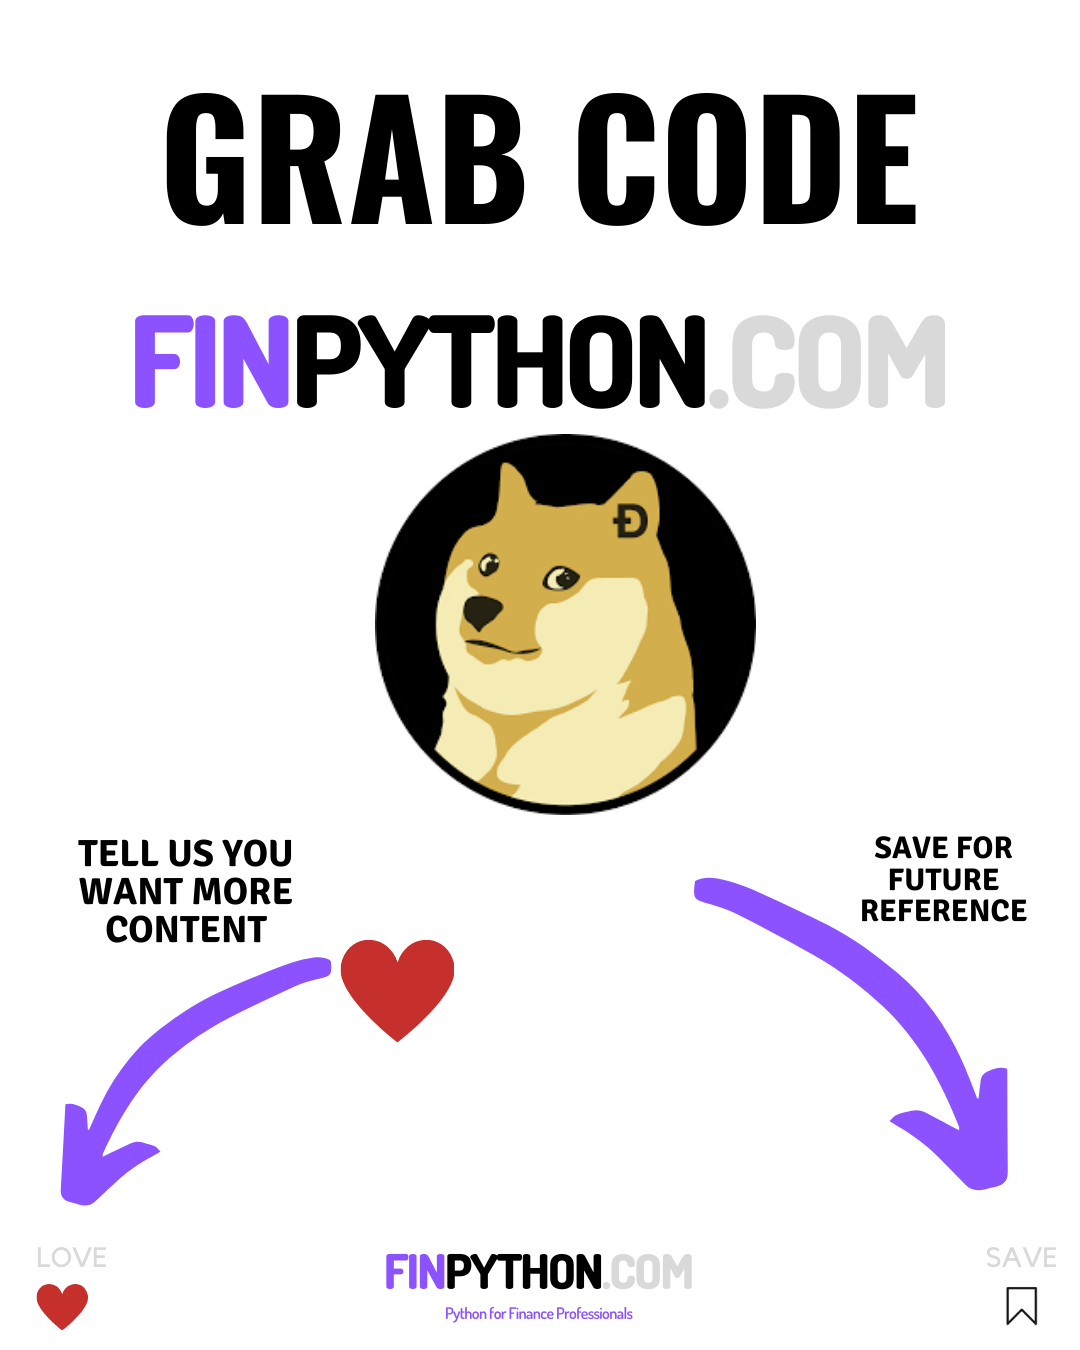 GRAB CODE
FINPYTHON.COM
Ð
TELL US YOU
WANT MORE
CONTENT
SAVE FOR
FUTURE
REFERENCE
LOVE
FINPYTHON.COM
Python for Finance Professionals
SAVE